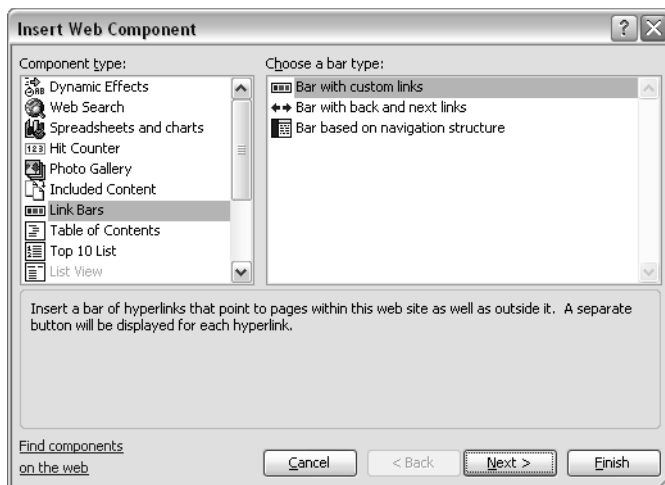 Insert Web Component
Component type:
Dynamic Effects
Web Search
Spreadsheets and charts
Hit Counter
Photo Gallery
Included Content
Link Bars
Table of Contents
Top 10 List
List View
Choose a bar type:
Bar with custom links
Bar with back and next links
Bar based on navigation structure
Insert a bar of hyperlinks that point to pages within this web site as well as outside it. A separate
button will be displayed for each hyperlink.
Find components
on the web
Cancel
< Back
Next >
Finish